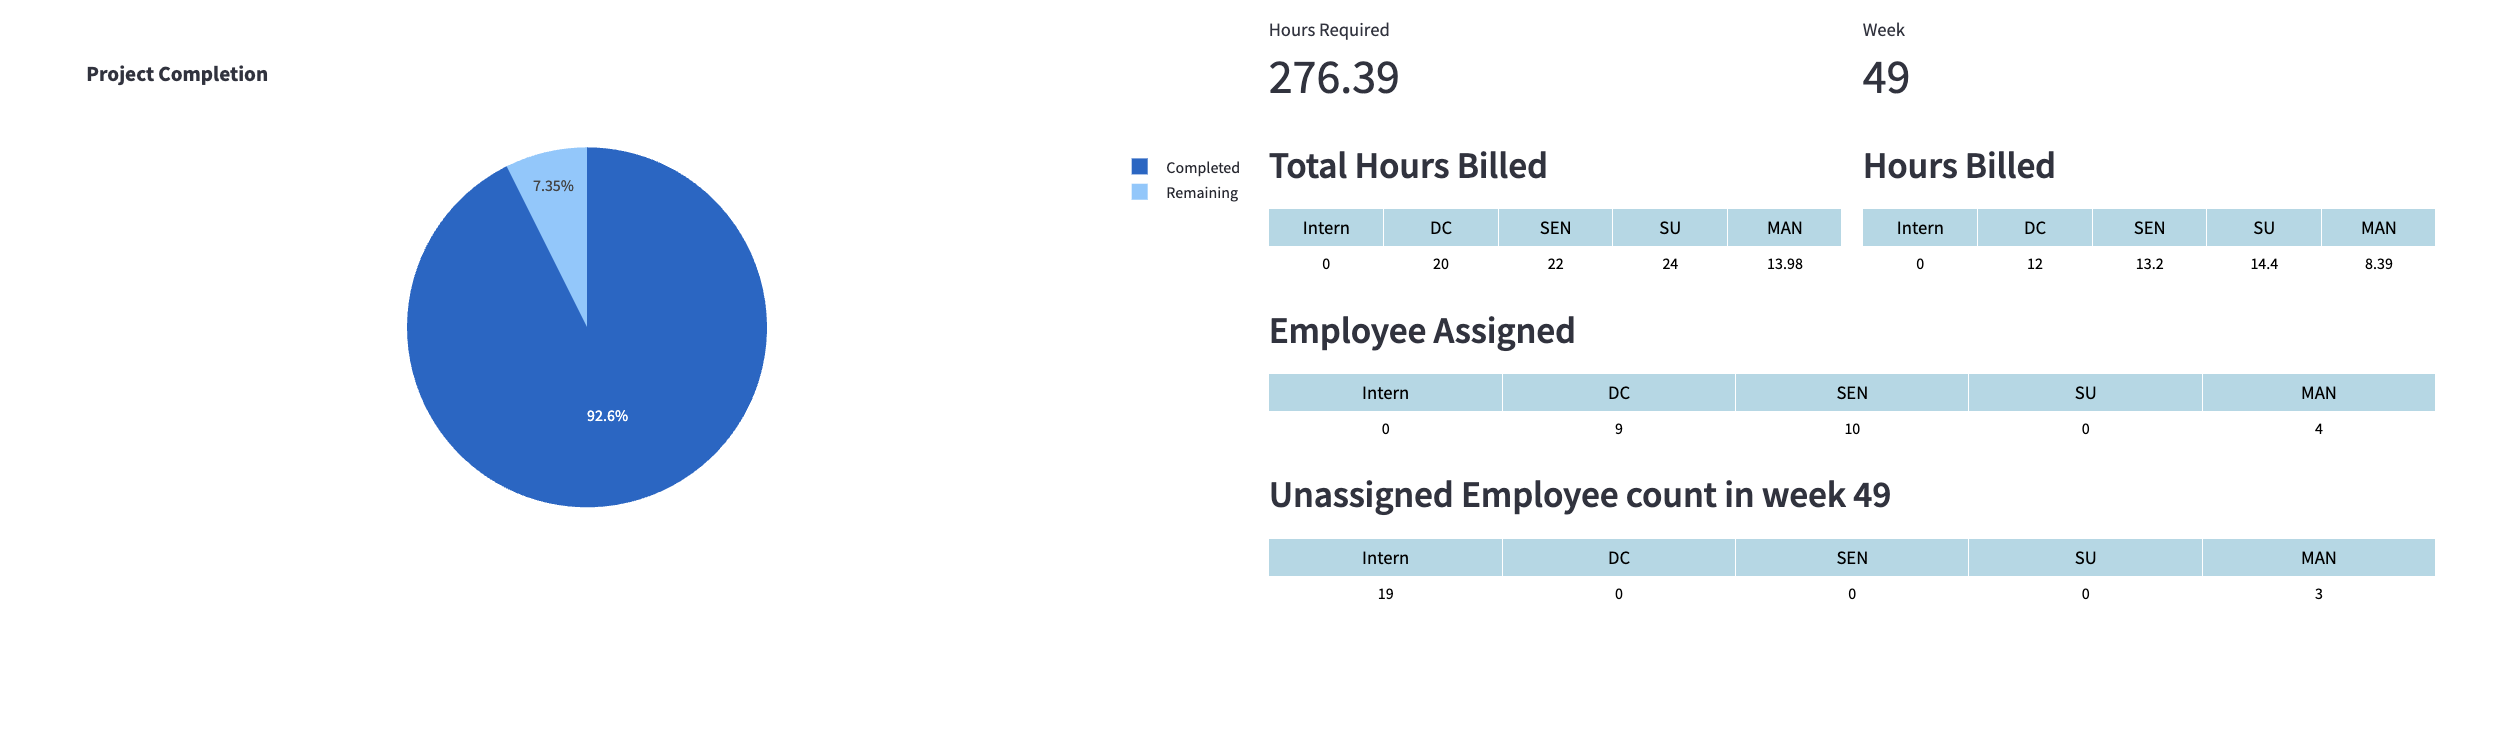 Project Completion
7.35%
92.6%
Completed
Remaining
Hours Required
276.39
Week
49
Total Hours Billed
Intern DC SEN SU MAN
0 20 22 24 13.98
Hours Billed
Intern DC SEN SU MAN
0 12 13.2 14.4 8.39
Employee Assigned
Intern DC SEN SU MAN
0 9 10 0 4
Unassigned Employee count in week 49
Intern DC SEN SU MAN
19 0 0 0 3